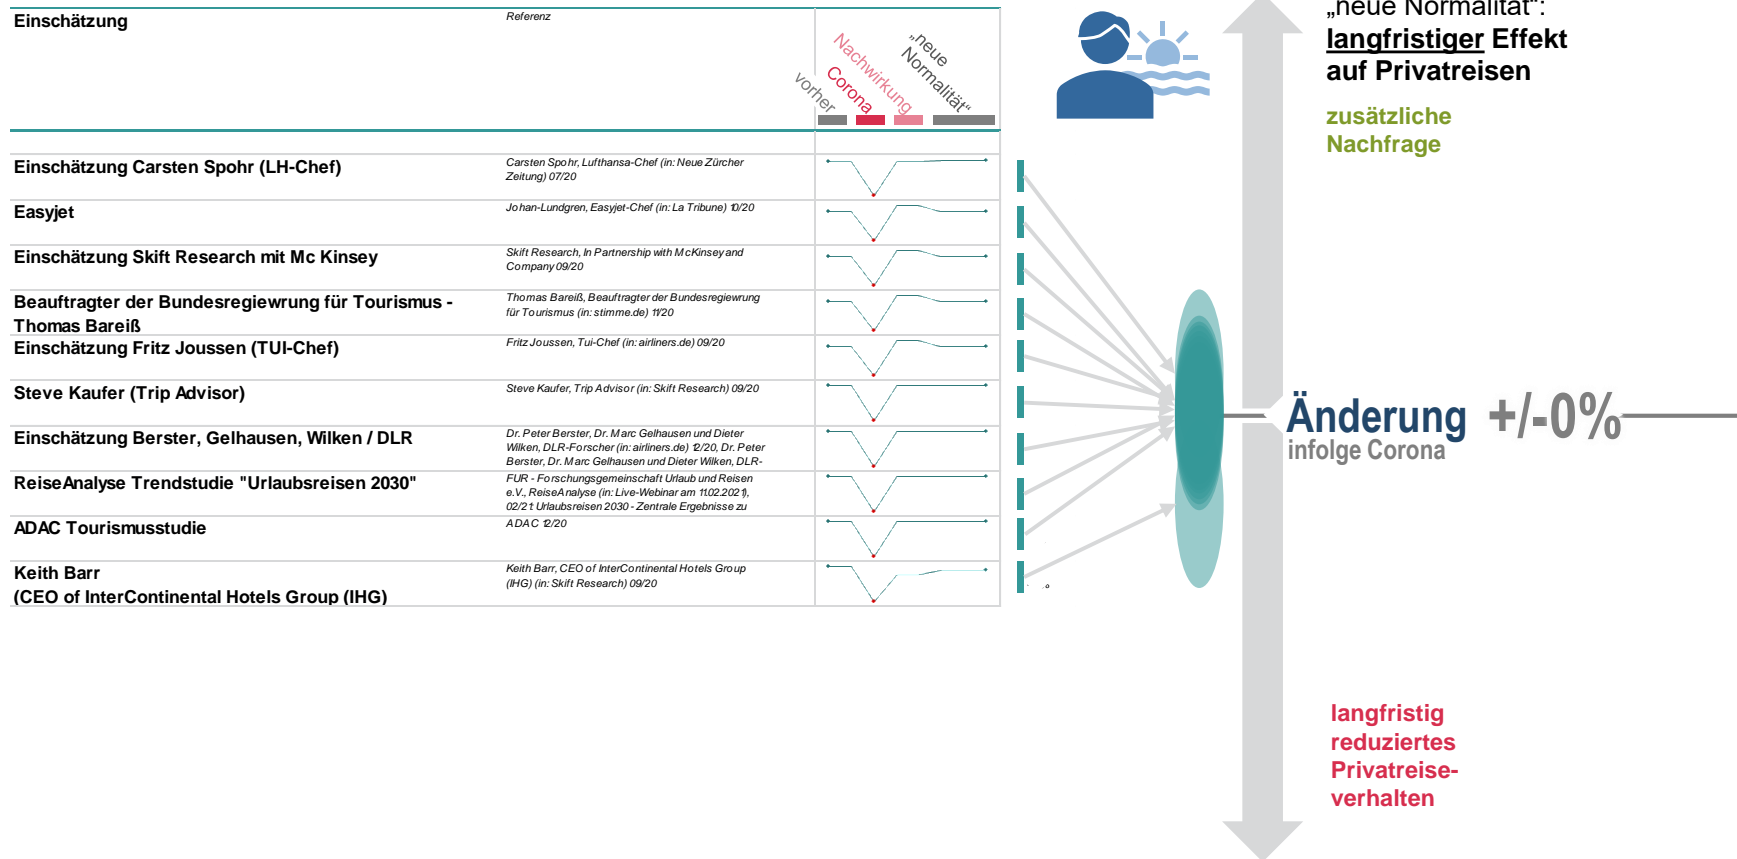 Einschätzung
Referenz
vorher
Corona
Nachwirkung
„neue
Normalität“
Einschätzung Carsten Spohr (LH-Chef)
Carsten Spohr, Lufthansa-Chef (in: Neue Zürcher
Zeitung) 07/20
Easyjet
Johan-Lundgren, Easyjet-Chef (in: La Tribune) 10/20
Einschätzung Skift Research mit Mc Kinsey
Skift Research, In Partnership with McKinsey and
Company 09/20
Beauftragter der Bundesregiewrung für Tourismus -
Thomas Bareiß
Thomas Bareiß, Beauftragter der Bundesregiewrung
für Tourismus (in: stimme.de) 11/20
Einschätzung Fritz Joussen (TUI-Chef)
Fritz Joussen, Tui-Chef (in: airliners.de) 09/20
Steve Kaufer (Trip Advisor)
Steve Kaufer, Trip Advisor (in: Skift Research) 09/20
Einschätzung Berster, Gelhausen, Wilken / DLR
Dr. Peter Berster, Dr. Marc Gelhausen und Dieter
Wilken, DLR-Forscher (in: airliners.de) 12/20, Dr. Peter
Berster, Dr. Marc Gelhausen und Dieter Wilken, DLR-
ReiseAnalyse Trendstudie "Urlaubsreisen 2030"
FUR - Forschungsgemeinschaft Urlaub und Reisen
e.V., ReiseAnalyse (in: Live-Webinar am 11.02.2021),
02/21: Urlaubsreisen 2030 - Zentrale Ergebnisse zu
ADAC Tourismusstudie
ADAC 12/20
Keith Barr
(CEO of InterContinental Hotels Group (IHG)
Keith Barr, CEO of InterContinental Hotels Group
(IHG) (in: Skift Research) 09/20
„neue Normalität“:
langfristiger Effekt
auf Privatreisen
zusätzliche
Nachfrage
Änderung +/-0%
infolge Corona
langfristig
reduziertes
Privatreise-
verhalten